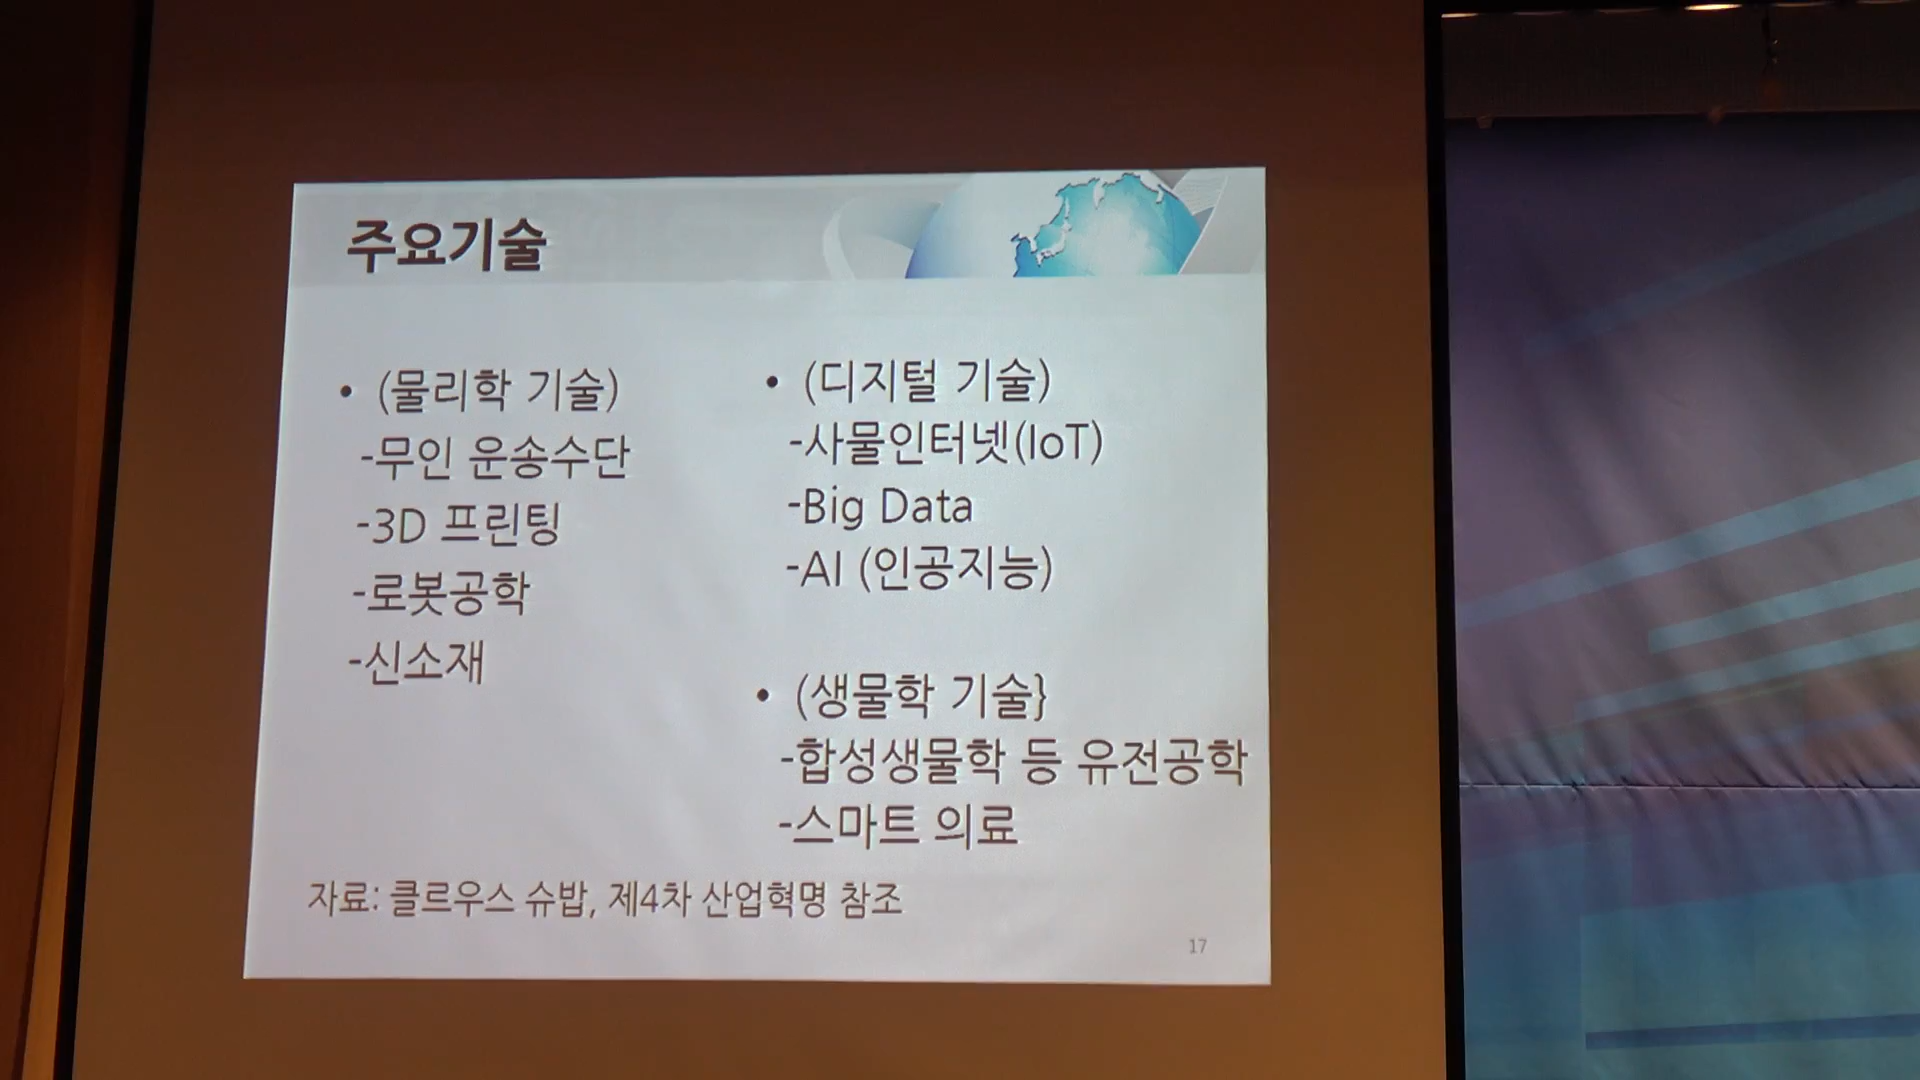 주요기술
• (물리학 기술)
-무인 운송수단
-3D 프린팅
-로봇공학
-신소재
• (디지털 기술)
-사물인터넷(IoT)
-Big Data
-AI (인공지능)
• (생물학 기술}
-합성생물학 등 유전공학
-스마트 의료
자료: 클르우스 슈밥, 제4차 산업혁명 참조
17